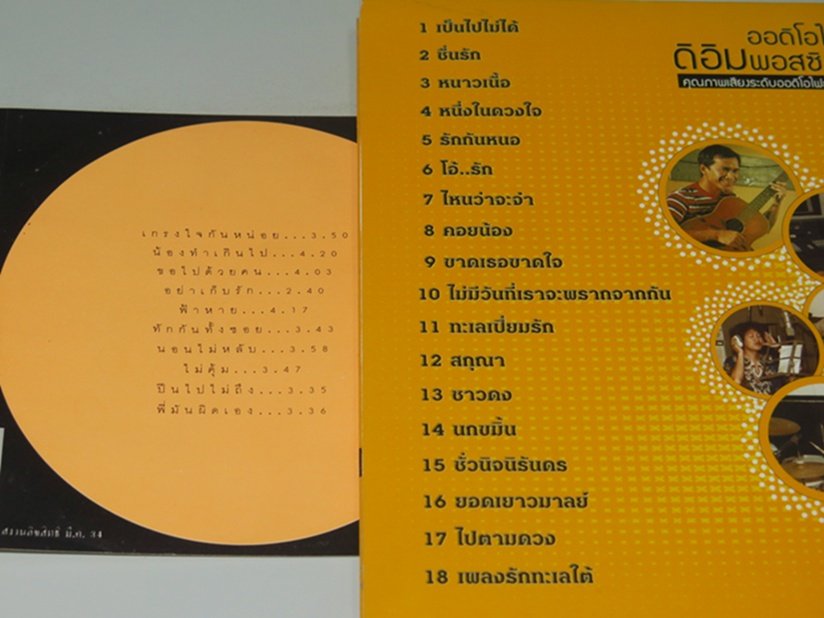 เกรงใจกันหน่อย...3.50
น้องทำเกินไป...4.20
ขอไปด้วยคน...4.03
อย่าเก็บรัก...2.40
ฟ้าหาย...4.17
ทักกันทั้งซอย...3.43
นอนไม่หลับ...3.58
ไม่คุ้ม...3.47
ปีนไปไม่ถึง...3.35
พี่มันผิดเอง...3.36
สงวนลิขสิทธิ์ มี.ค. 34
ออดิโอไ
ดิอิมพอสซิ
คุณภาพเสียงระดับออดิโอไฟ
1 เป็นไปไม่ได้
2 ชื่นรัก
3 หนาวเนื้อ
4 หนึ่งในดวงใจ
5 รักกันหนอ
6 โอ้..รัก
7 ไหนว่าจะจำ
8 คอยน้อง
9 ขาดเธอขาดใจ
10 ไม่มีวันที่เราจะพรากจากกัน
11 ทะเลเปี่ยมรัก
12 สกุณา
13 ชาวดง
14 นกขมิ้น
15 ชั่วนิจนิรันดร
16 ยอดเยาวมาลย์
17 ไปตามดวง
18 เพลงรักทะเลใต้